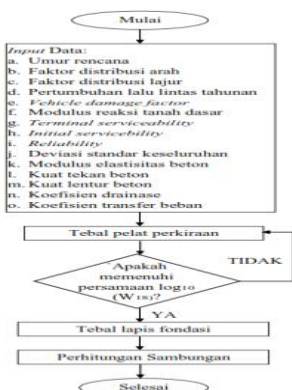 Mulai
Input Data:
a. Umur rencana
b. Faktor distribusi arah
c. Faktor distribusi lajur
d. Pertumbuhan lalu lintas tahunan
e. Vehicle damage factor
f. Modulus reaksi tanah dasar
g. Terminal serviceability
h. Initial servicebility
i. Reliability
j. Deviasi standar keseluruhan
k. Modulus elastisitas beton
l. Kuat tekan beton
m. Kuat lentur beton
n. Koefisien drainase
o. Koefisien transfer beban
Tebal pelat perkiraan
Apakah
memenuhi
persamaan log10
(W18)?
TIDAK
YA
Tebal lapis fondasi
Perhitungan Sambungan
Selesai